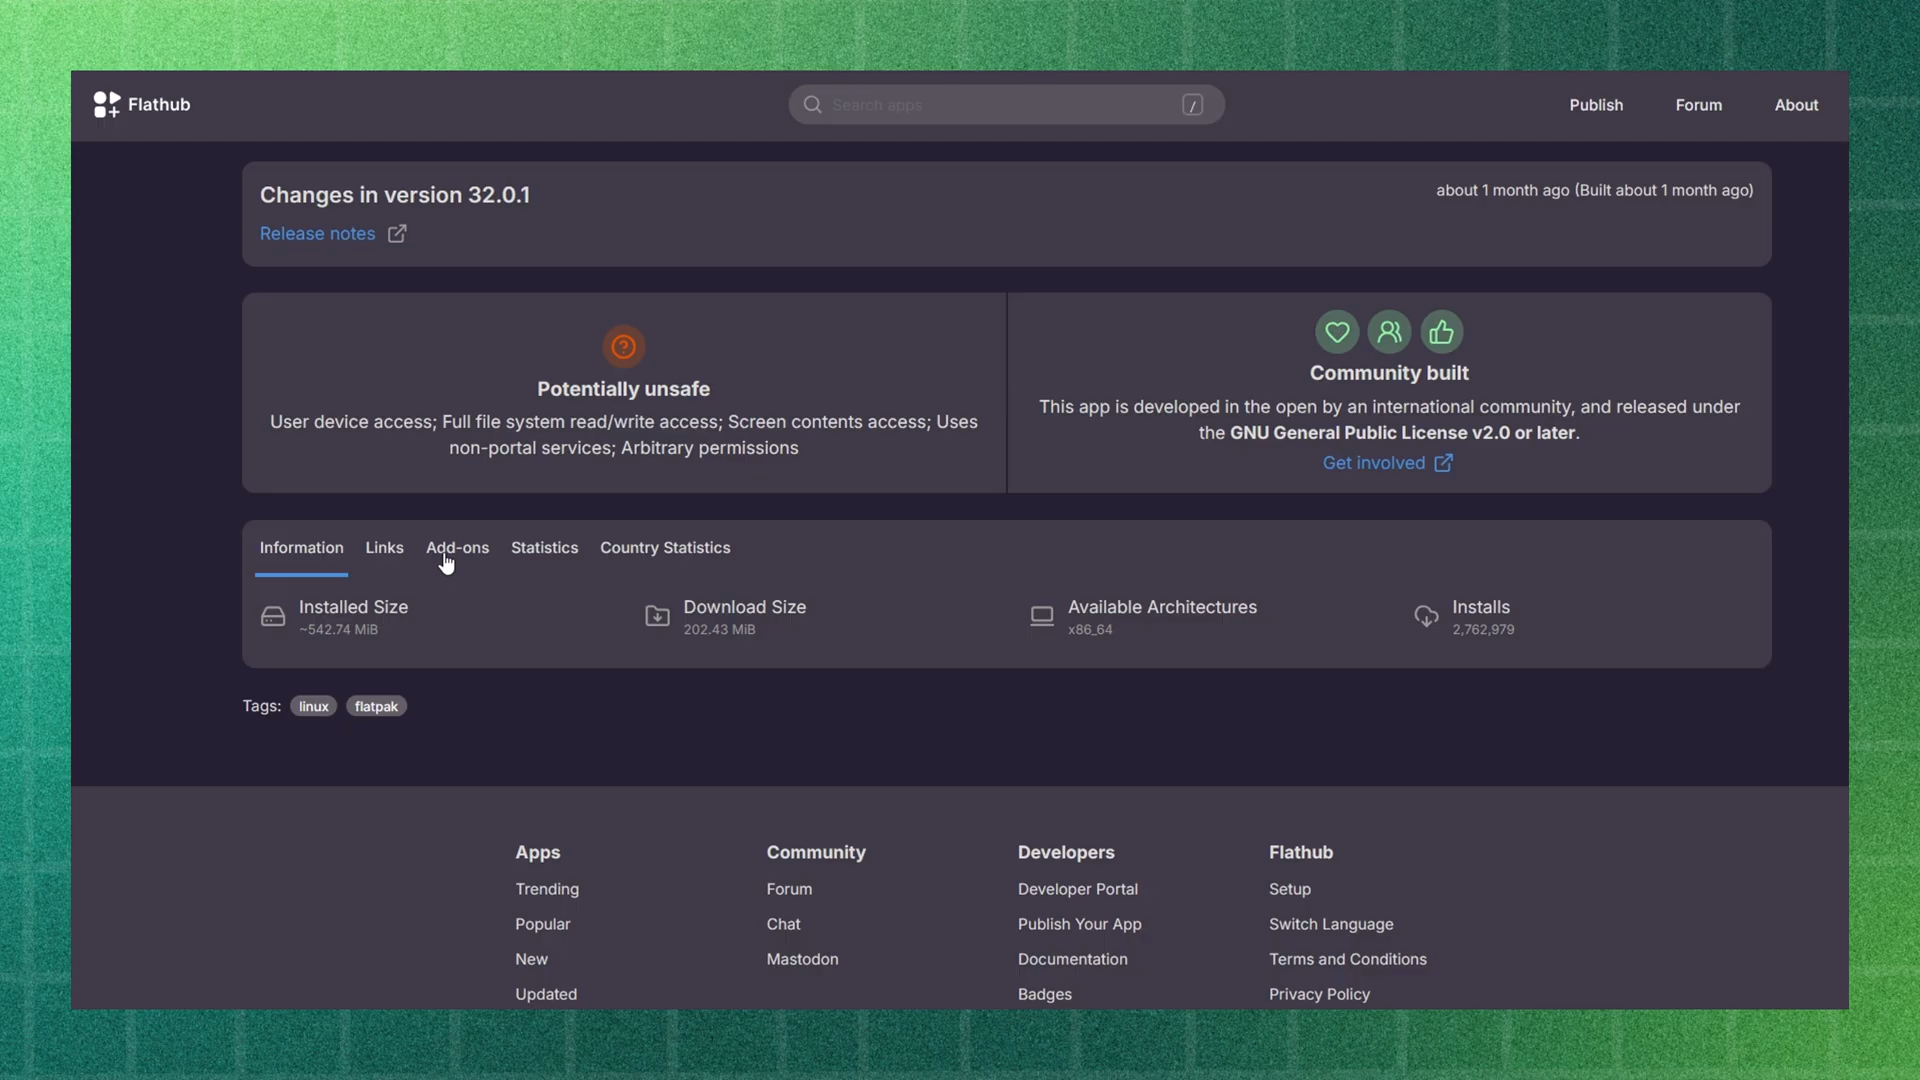 Flathub
Search apps
/
Publish
Forum
About
Changes in version 32.0.1
about 1 month ago (Built about 1 month ago)
Release notes
Potentially unsafe
User device access; Full file system read/write access; Screen contents access; Uses
non-portal services; Arbitrary permissions
Community built
This app is developed in the open by an international community, and released under
the GNU General Public License v2.0 or later.
Get involved
Information
Links
Add-ons
Statistics
Country Statistics
Installed Size
~542.74 MiB
Download Size
202.43 MiB
Available Architectures
x86_64
Installs
2,762,979
Tags:
linux
flatpak
Apps
Trending
Popular
New
Updated
Community
Forum
Chat
Mastodon
Developers
Developer Portal
Publish Your App
Documentation
Badges
Flathub
Setup
Switch Language
Terms and Conditions
Privacy Policy